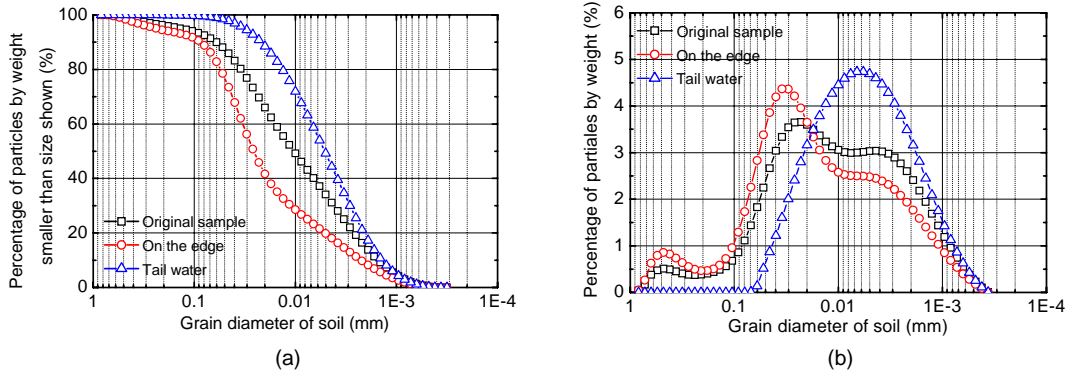 Percentage of particles by weight
smaller than size shown (%)
100
80
60
40
20
0
Original sample
On the edge
Tail water
1
0.1
0.01
1E-3
1E-4
Grain diameter of soil (mm)
(a)
Percentage of partiales by weight (%)
6
5
4
3
2
1
0
Original sample
On the edge
Tail water
1
0.1
0.01
1E-3
1E-4
Grain diameter of soil (mm)
(b)